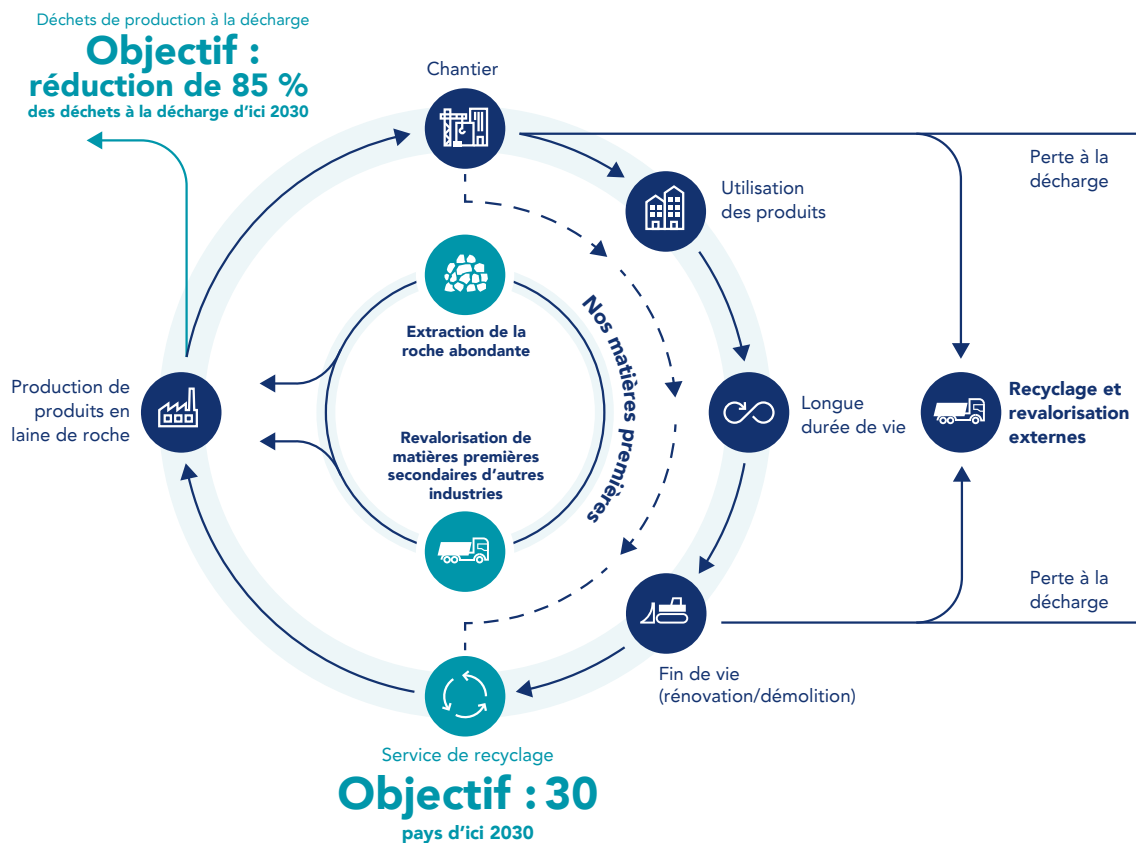 Déchets de production à la décharge
Objectif :
réduction de 85 %
des déchets à la décharge d'ici 2030
Chantier
Utilisation
des produits
Perte à la
décharge
Extraction de la
roche abondante
Nos matières premières
Production de
produits en
laine de roche
Longue
durée de vie
Recyclage et
revalorisation
externes
Revalorisation de
matières premières
secondaires d'autres
industries
Perte à la
décharge
Fin de vie
(rénovation/démolition)
Service de recyclage
Objectif : 30
pays d'ici 2030